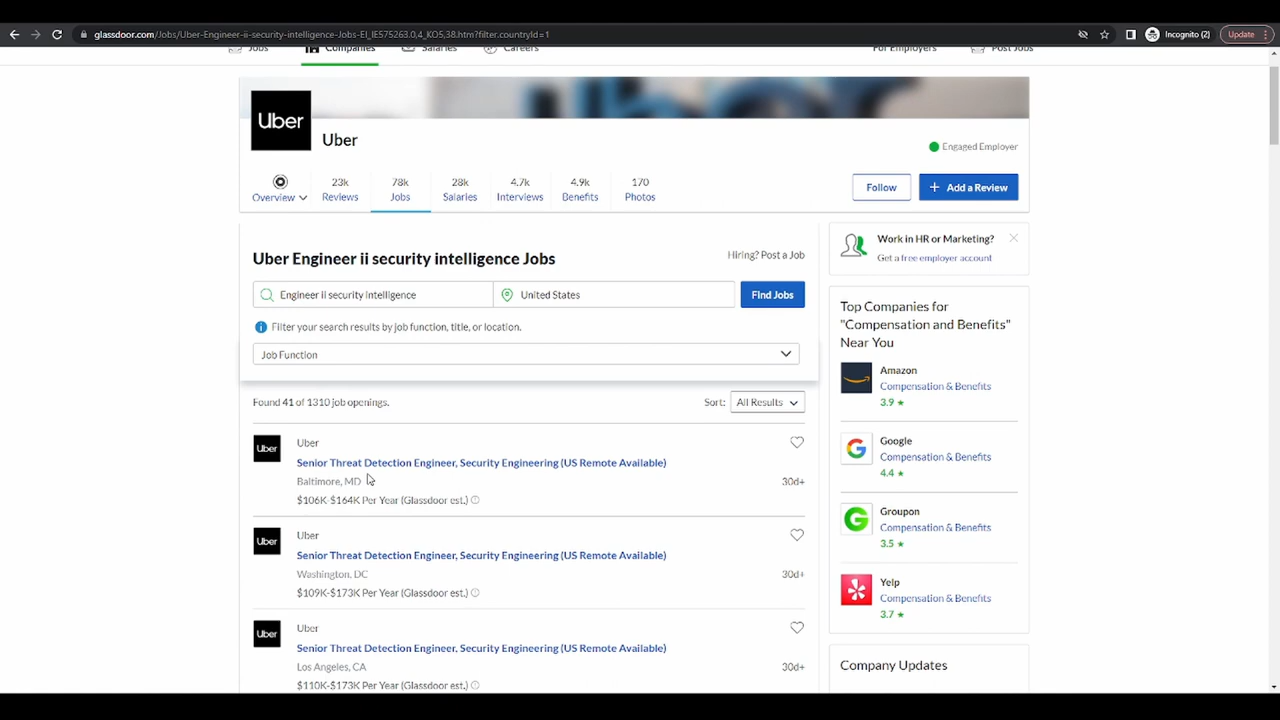 glassdoor.com/Jobs/Uber-Engineer-ii-security-intelligence-Jobs-EI_IE575263.0,4_KO5,38.htm?filter.countryId=1
Incognito (2)
Update
Jobs
Companies
Salaries
Careers
For Employers
Post Jobs
Uber
Uber
Engaged Employer
Overview
23k
Reviews
78k
Jobs
28k
Salaries
4.7k
Interviews
4.9k
Benefits
170
Photos
Follow
+ Add a Review
Uber Engineer ii security intelligence Jobs
Hiring? Post a Job
Engineer ii security intelligence
United States
Find Jobs
Filter your search results by job function, title, or location.
Job Function
Found 41 of 1310 job openings.
Sort: All Results
Uber
Uber
Senior Threat Detection Engineer, Security Engineering (US Remote Available)
Baltimore, MD
30d+
$106K-$164K Per Year (Glassdoor est.)
Uber
Uber
Senior Threat Detection Engineer, Security Engineering (US Remote Available)
Washington, DC
30d+
$109K-$173K Per Year (Glassdoor est.)
Uber
Uber
Senior Threat Detection Engineer, Security Engineering (US Remote Available)
Los Angeles, CA
30d+
$110K-$173K Per Year (Glassdoor est.)
Work in HR or Marketing?
Get a free employer account
Top Companies for
"Compensation and Benefits"
Near You
Amazon
Compensation & Benefits
3.9 ★
Google
Compensation & Benefits
4.4 ★
Groupon
Compensation & Benefits
3.5 ★
Yelp
Compensation & Benefits
3.7 ★
Company Updates